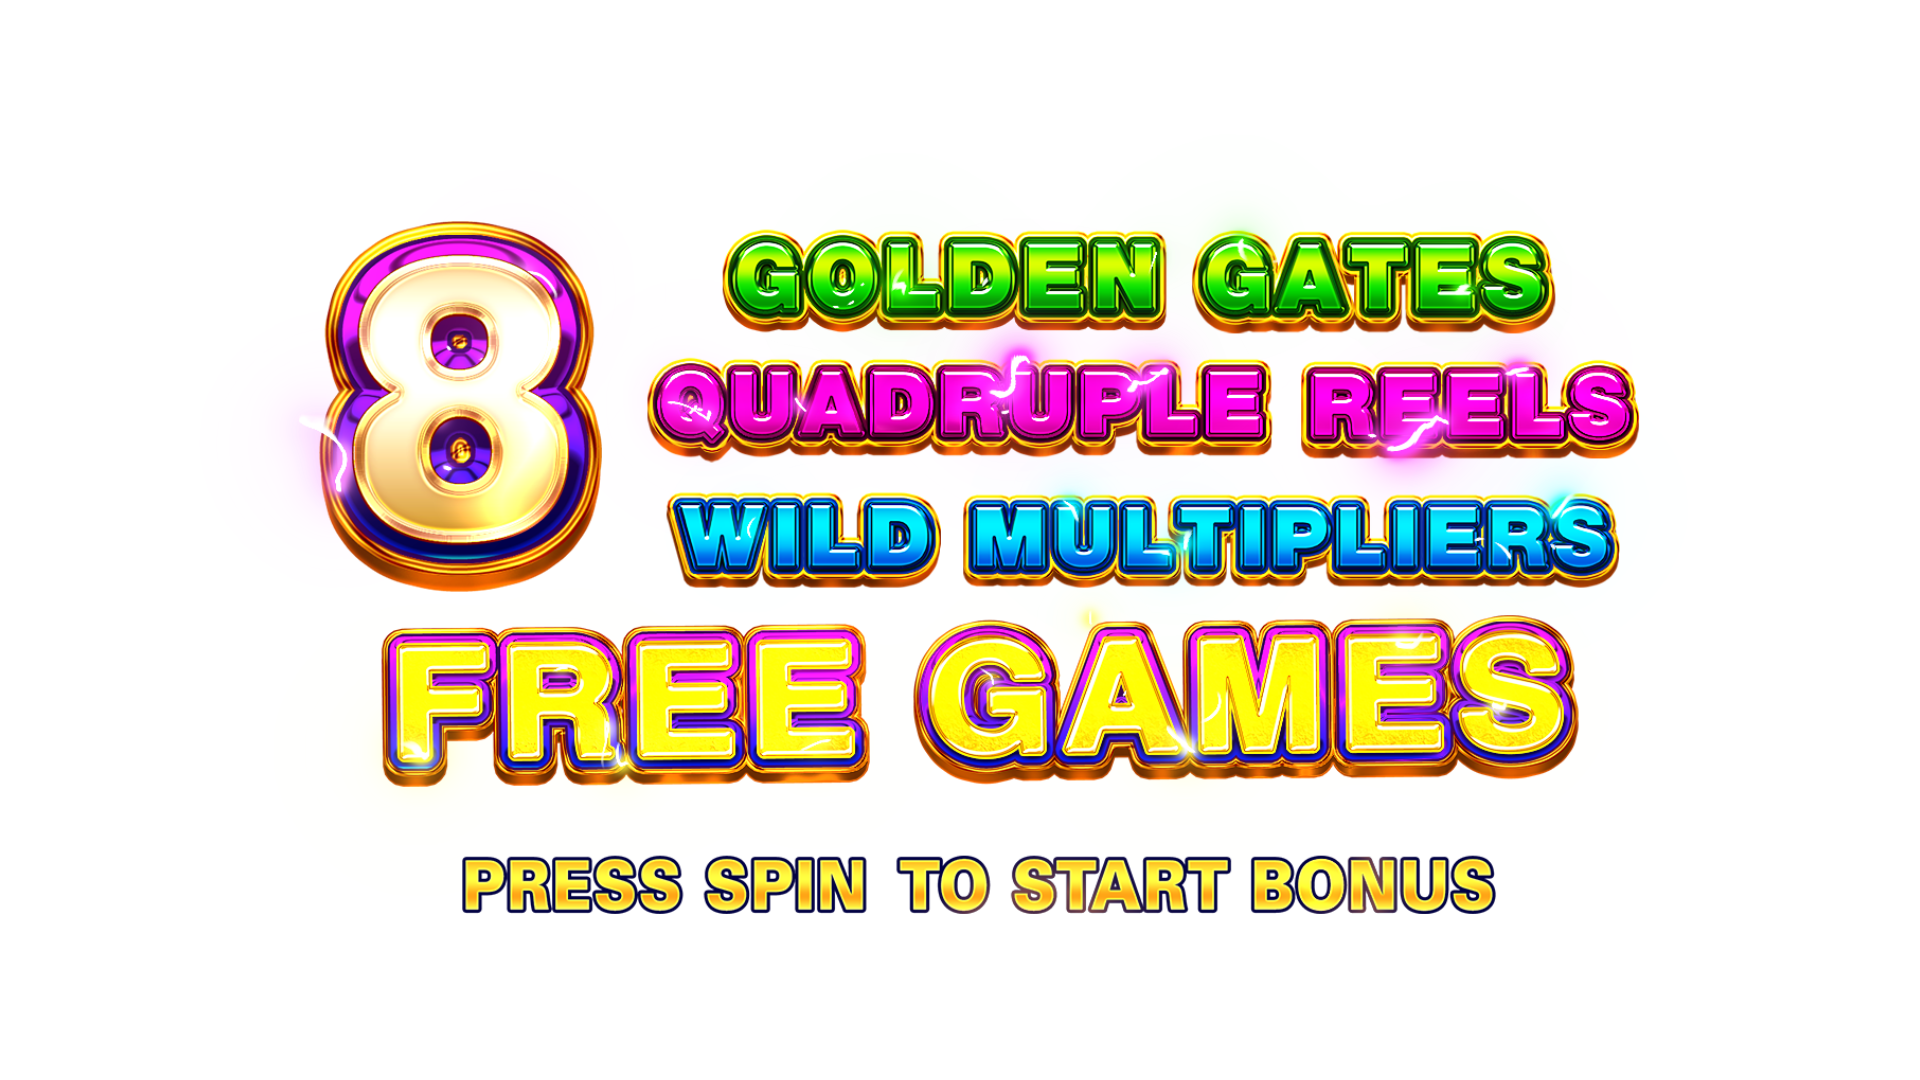 8
GOLDEN GATES
QUADRUPLE REELS
WILD MULTIPLIERS
FREE GAMES
PRESS SPIN TO START BONUS